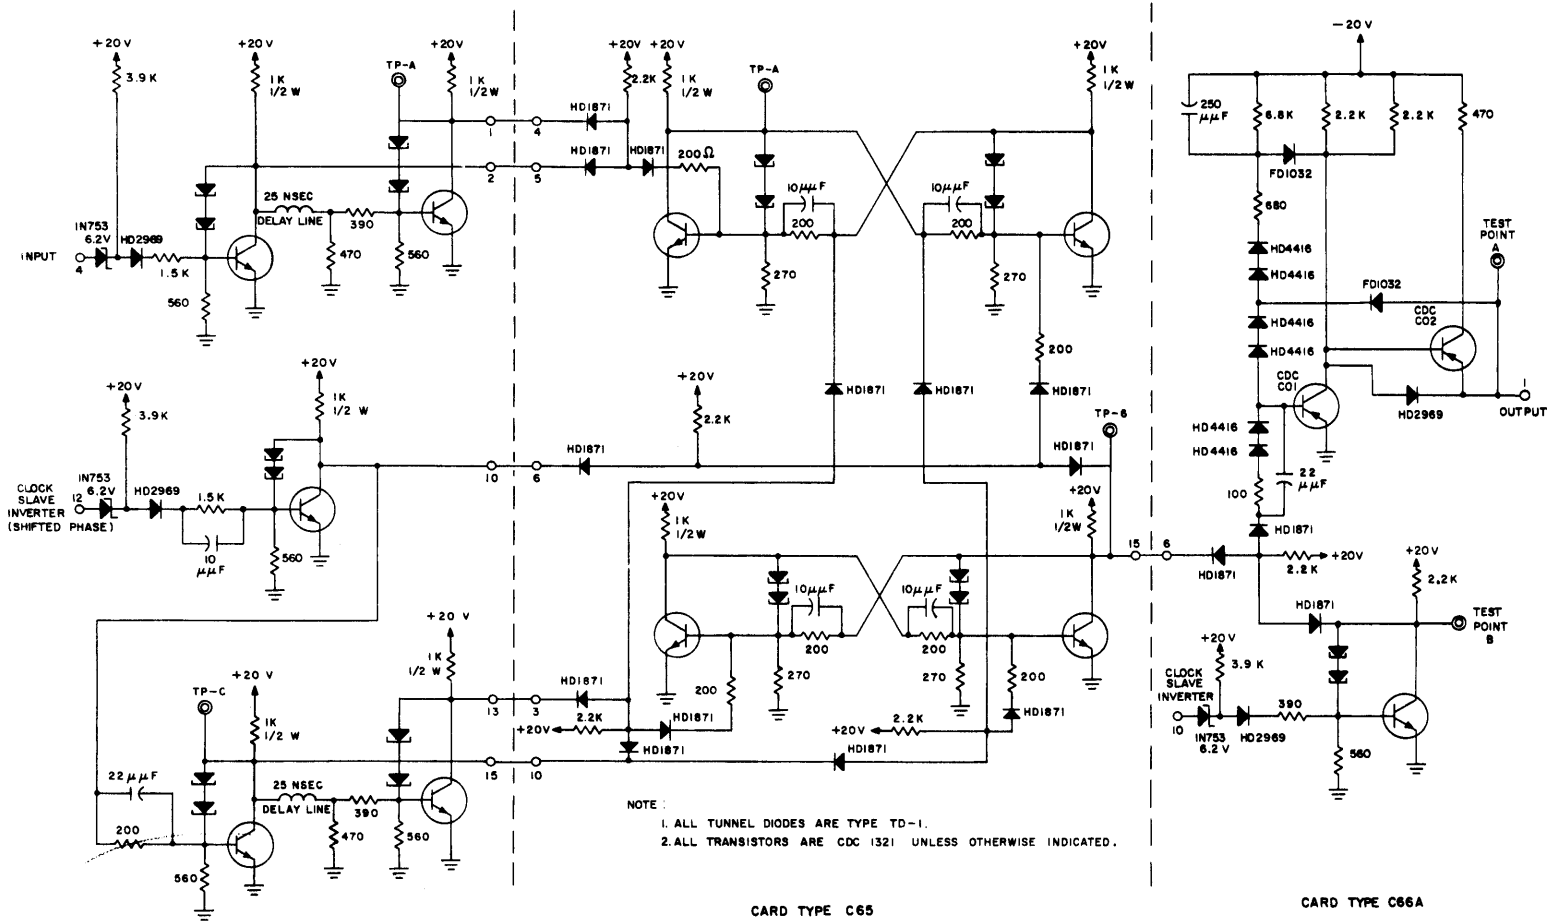 -20V
+20V
+20V
+20V
+20V +20V
+20V
3.9K
1K
1/2 W
TP-A
1K
1/2 W
2.2K
1K
1/2 W
TP-A
1K
1/2 W
250
μμF
6.8K
2.2K
2.2K
470
HD1871
1
4
HD1871
HD1871
200Ω
2
5
FD1032
25 NSEC
DELAY LINE
390
10μμF
200
10μμF
200
680
TEST
POINT
A
IN753
6.2V
HD2969
INPUT
4
1.5K
560
470
560
270
270
HD4416
HD4416
FD1032
HD4416
HD4416
CDC
C02
+20V
+20V
3.9K
1K
1/2 W
+20V
2.2K
HD1871
HD1871
200
HD1871
CDC
C01
1
HD2969
OUTPUT
TP-6
HD4416
HD4416
HD1871
HD1871
10
6
IN753
6.2V
HD2969
CLOCK
SLAVE
INVERTER
(SHIFTED PHASE)
12
1.5K
10
μμF
560
+20V
1K
1/2 W
+20V
1K
1/2W
100
22
μμF
HD1871
15
6
HD1871
2.2K
+20V
+20V
2.2K
10μμF
200
10μμF
200
HD1871
TEST
POINT
B
+20V
1K
1/2 W
TP-C
+20 V
1K
1/2 W
HD1871
13
3
200
270
270
200
2.2K
+20V
HD1871
HD1871
2.2K
+20V
HD1871
HD1871
15
10
+20V
3.9K
CLOCK
SLAVE
INVERTER
10
IN753
6.2V
HD2969
390
560
22μμF
25 NSEC
DELAY LINE
390
200
470
560
560
NOTE:
1. ALL TUNNEL DIODES ARE TYPE TD-1.
2. ALL TRANSISTORS ARE CDC 1321 UNLESS OTHERWISE INDICATED.
CARD TYPE C65
CARD TYPE C66A